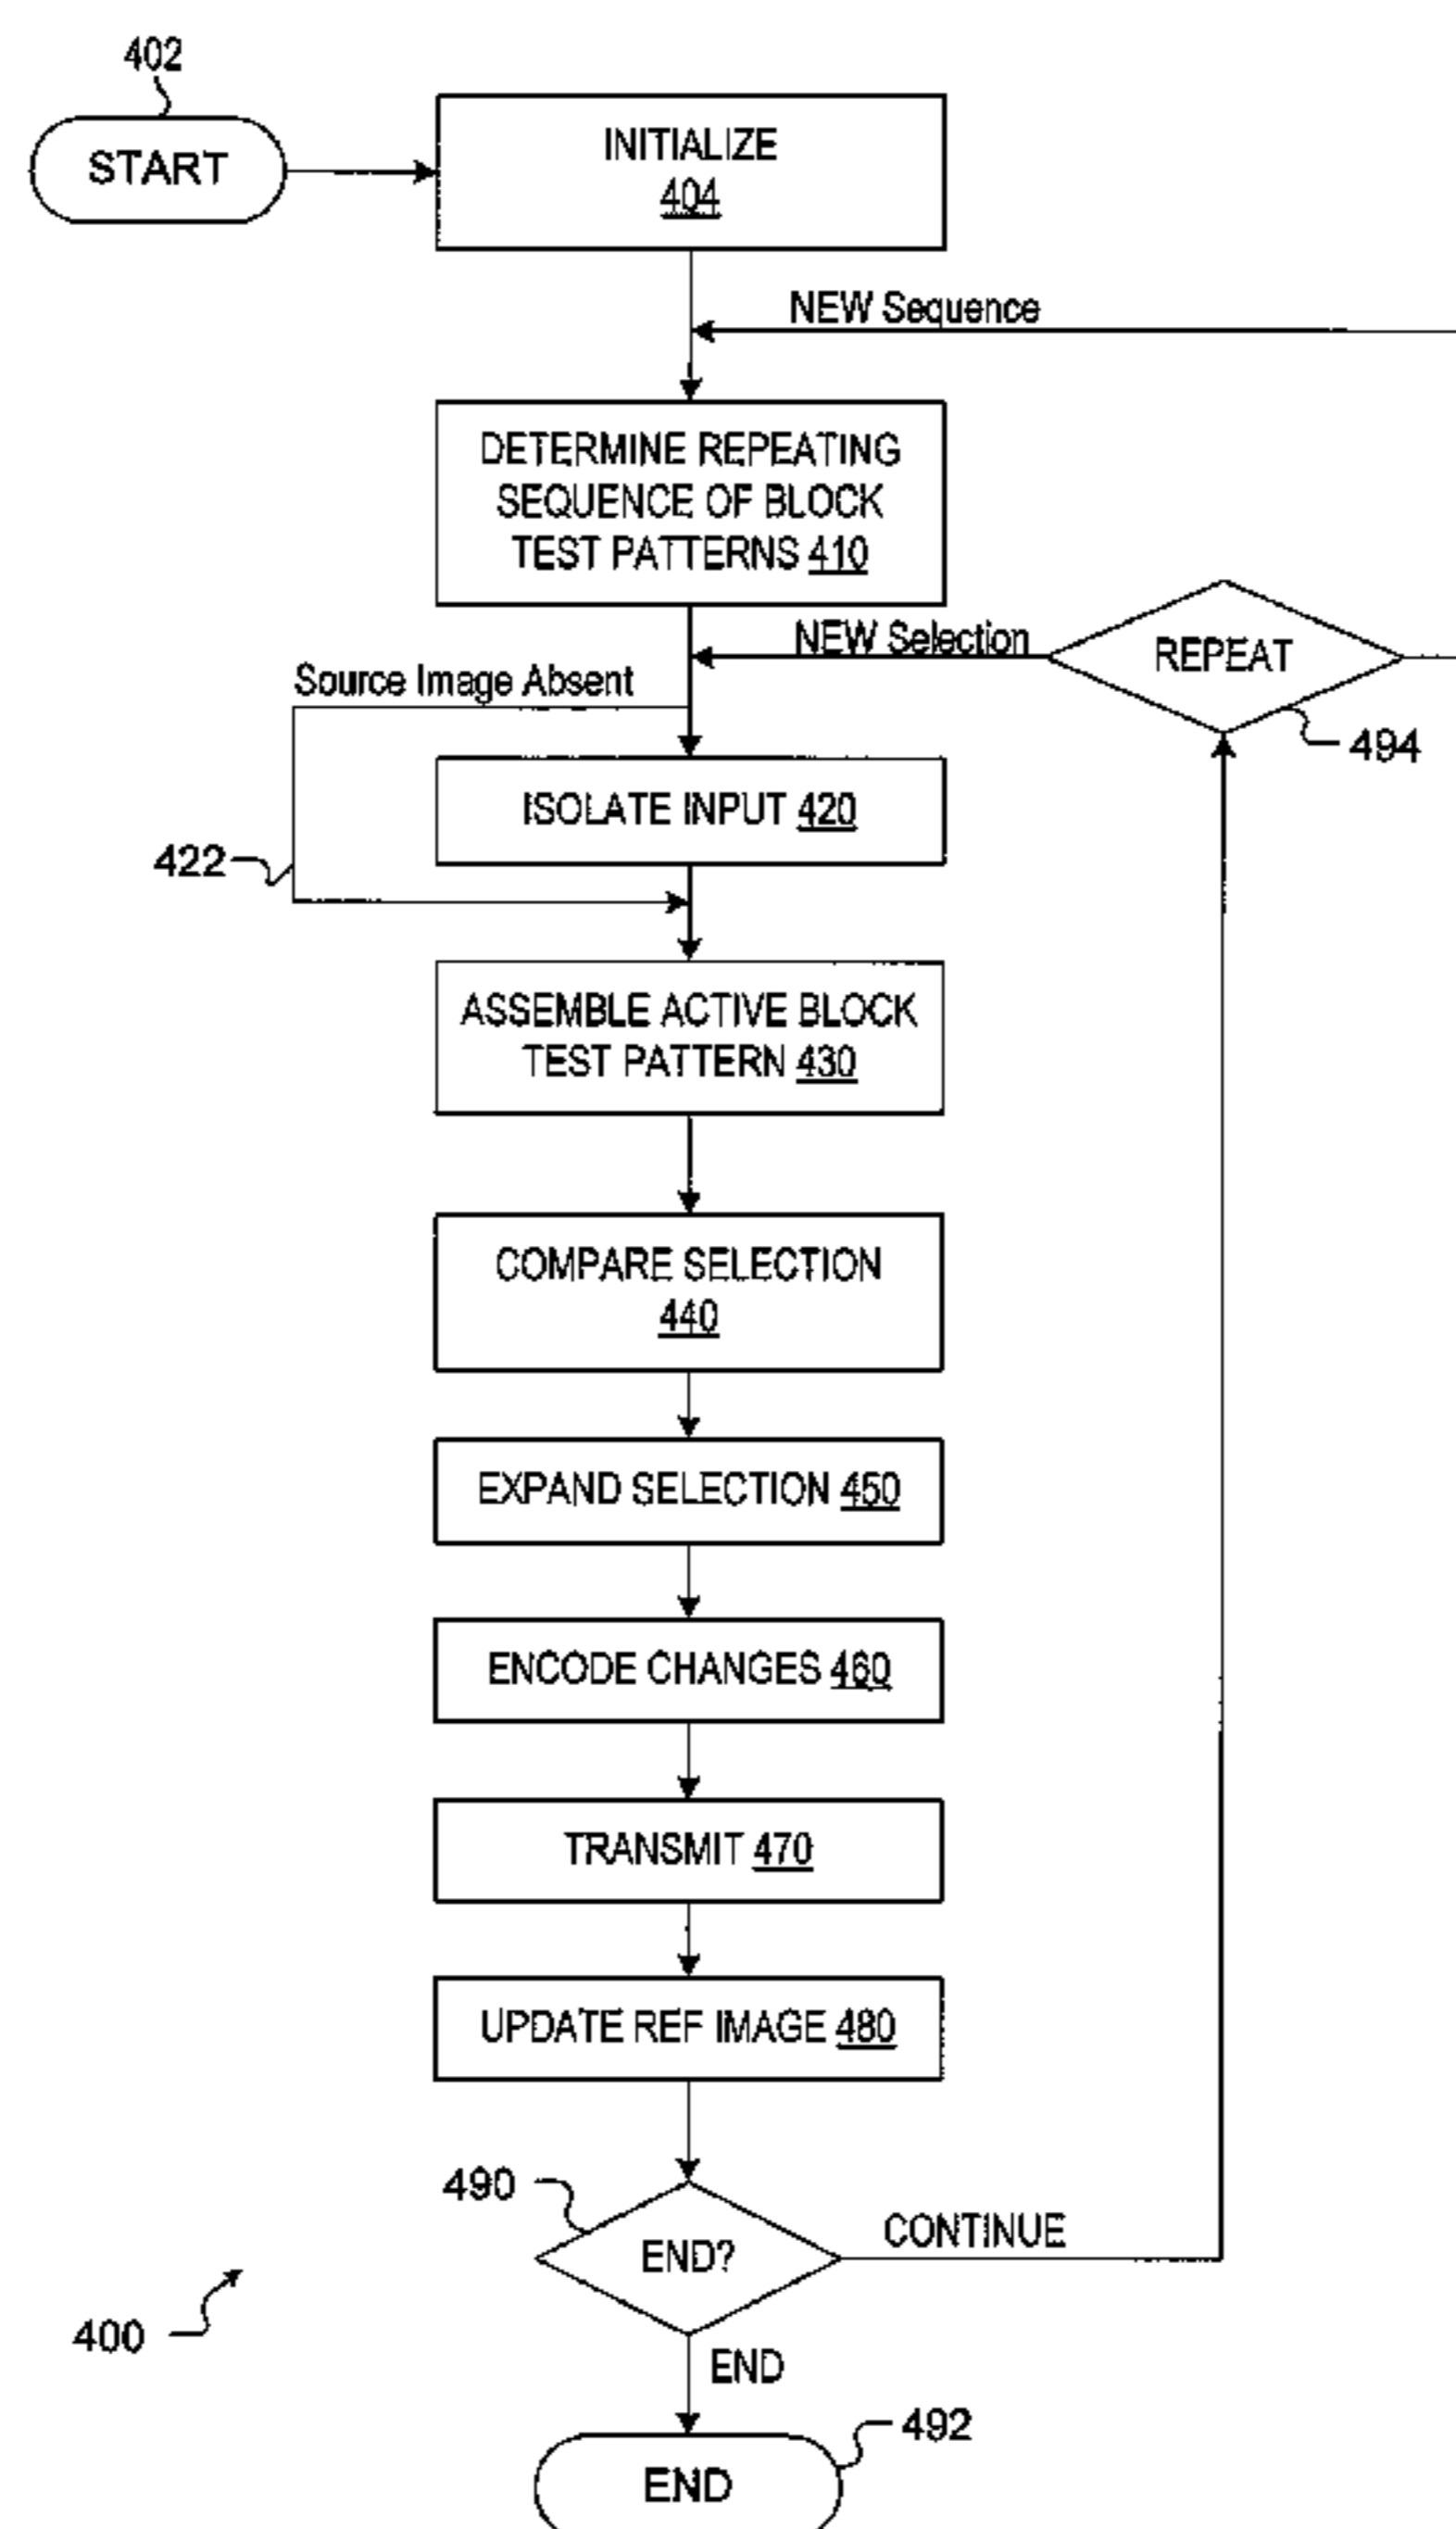 402
START
INITIALIZE
404
NEW Sequence
DETERMINE REPEATING
SEQUENCE OF BLOCK
TEST PATTERNS 410
NEW Selection
REPEAT
494
Source Image Absent
ISOLATE INPUT 420
422
ASSEMBLE ACTIVE BLOCK
TEST PATTERN 430
COMPARE SELECTION
440
EXPAND SELECTION 450
ENCODE CHANGES 460
TRANSMIT 470
UPDATE REF IMAGE 480
490
END?
CONTINUE
400
END
492
END